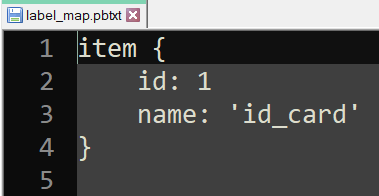 label_map.pbtxt
1 item {
2     id: 1
3     name: 'id_card'
4 }
5